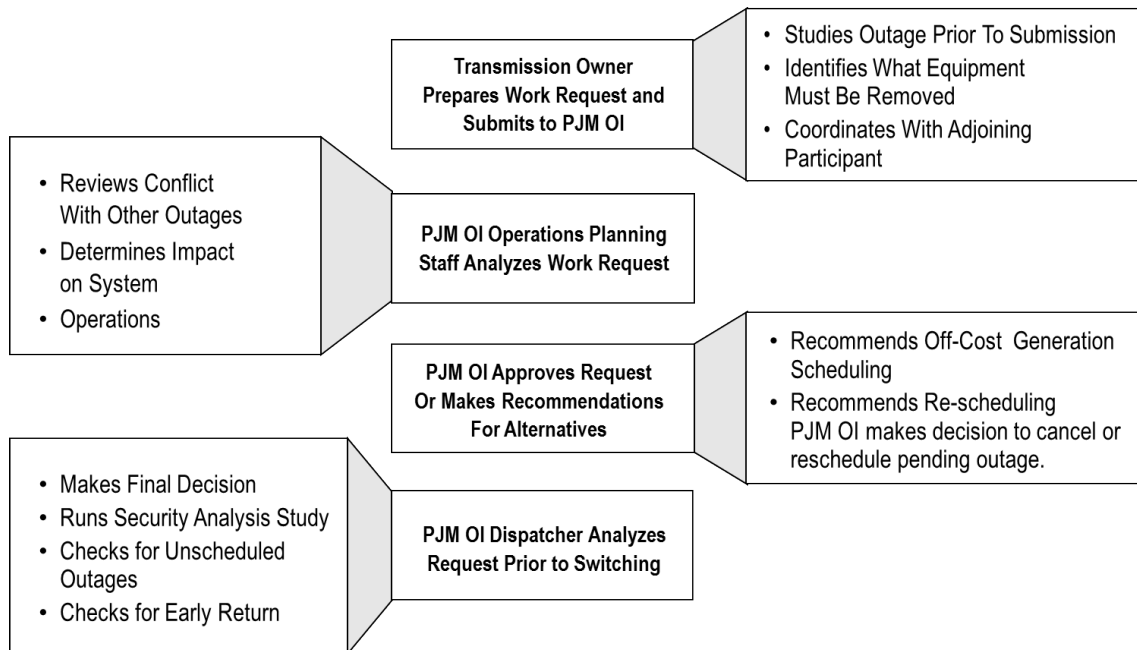 Transmission Owner
Prepares Work Request and
Submits to PJM OI
• Studies Outage Prior To Submission
• Identifies What Equipment
Must Be Removed
• Coordinates With Adjoining
Participant
• Reviews Conflict
With Other Outages
• Determines Impact
on System
• Operations
PJM OI Operations Planning
Staff Analyzes Work Request
PJM OI Approves Request
Or Makes Recommendations
For Alternatives
• Recommends Off-Cost Generation
Scheduling
• Recommends Re-scheduling
PJM OI makes decision to cancel or
reschedule pending outage.
• Makes Final Decision
• Runs Security Analysis Study
• Checks for Unscheduled
Outages
• Checks for Early Return
PJM OI Dispatcher Analyzes
Request Prior to Switching